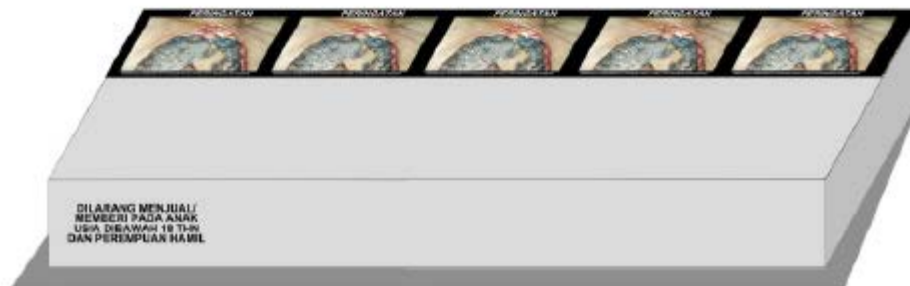 PERINGATAN PERINGATAN PERINGATAN PERINGATAN PERINGATAN
DILARANG MENJUAL/
MEMBERI PADA ANAK
USIA DIBAWAH 18 THN
DAN PEREMPUAN HAMIL